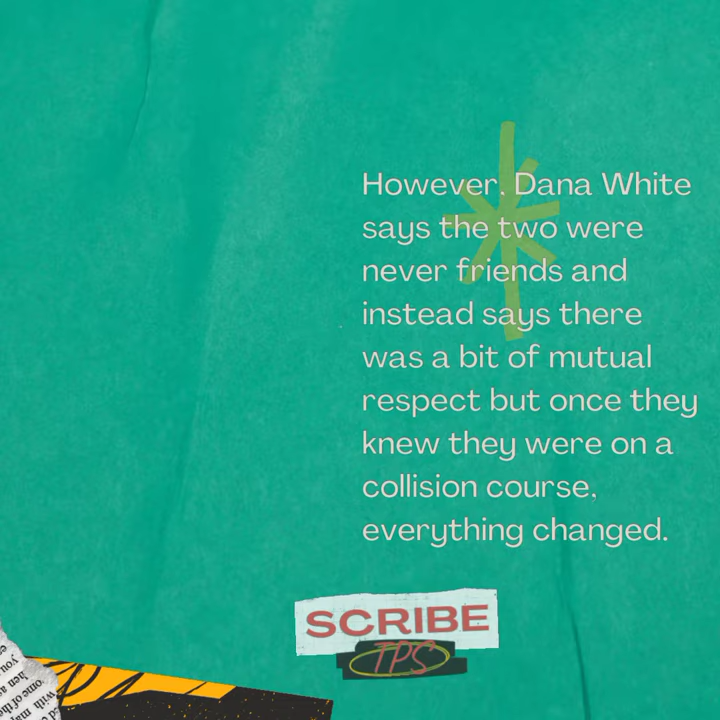 However, Dana White
says the two were
never friends and
instead says there
was a bit of mutual
respect but once they
knew they were on a
collision course,
everything changed.
SCRIBE
TPS